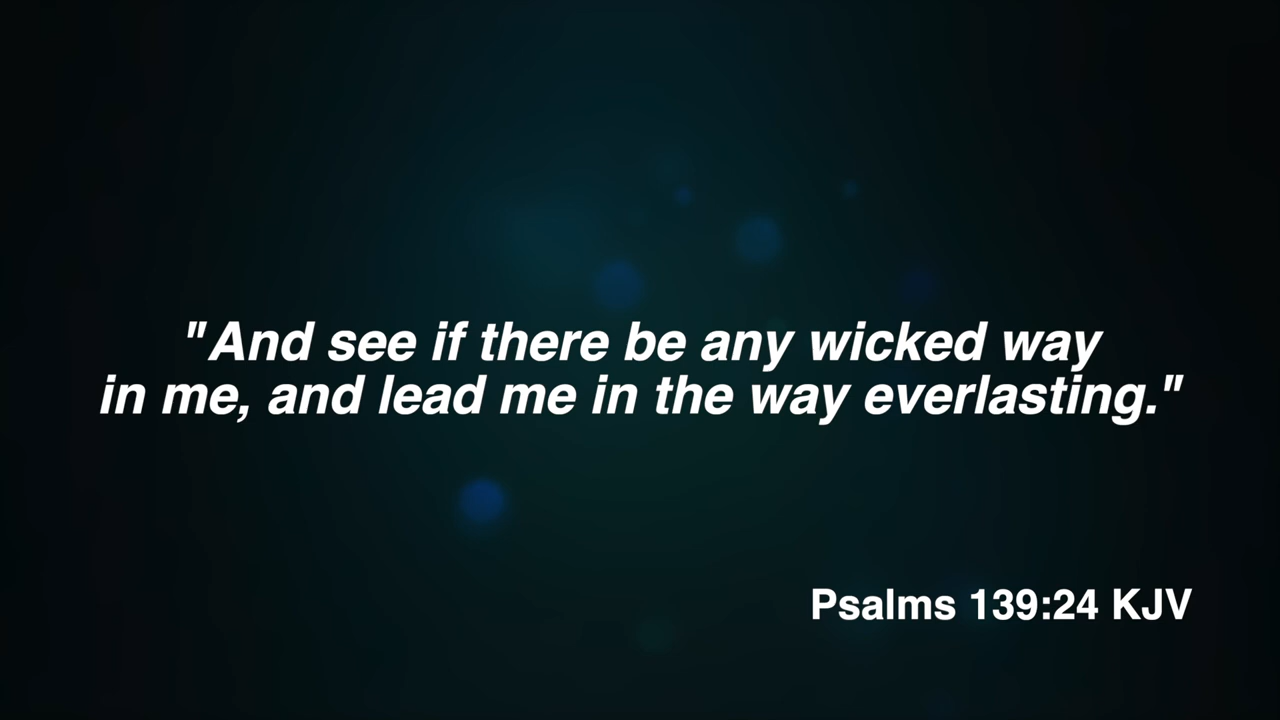 "And see if there be any wicked way
in me, and lead me in the way everlasting."
Psalms 139:24 KJV